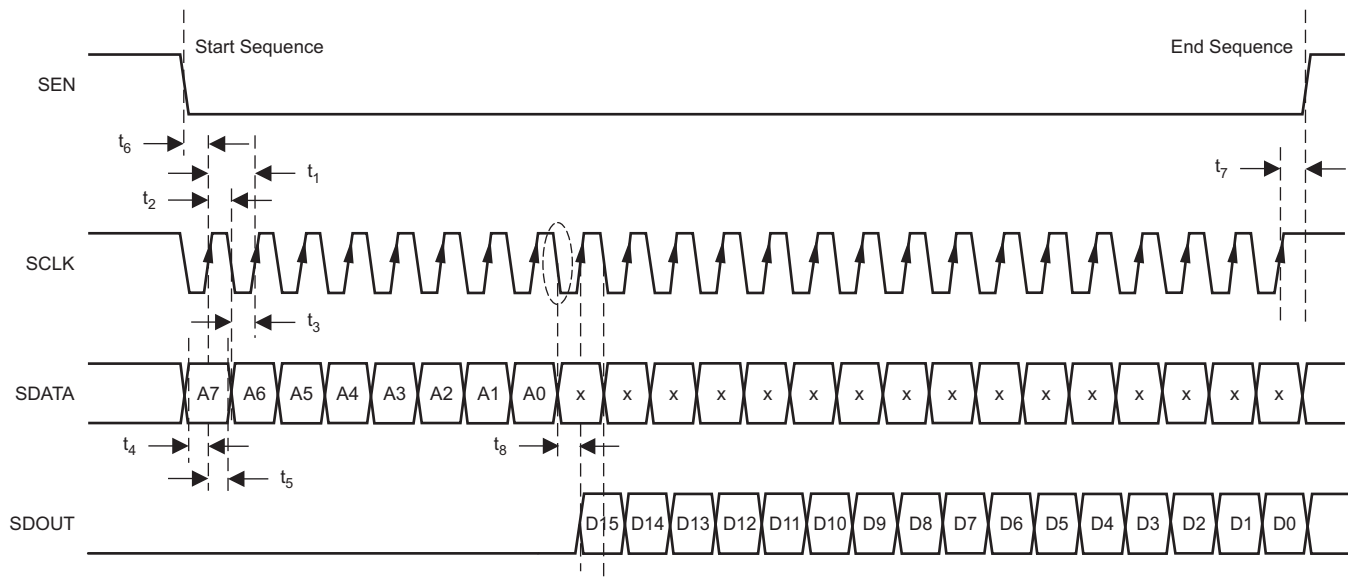 Start Sequence
End Sequence
SEN
t6
t1
t7
t2
SCLK
t3
SDATA A7 A6 A5 A4 A3 A2 A1 A0 x x x x x x x x x x x x x x x x
t4
t8
t5
SDOUT D15 D14 D13 D12 D11 D10 D9 D8 D7 D6 D5 D4 D3 D2 D1 D0